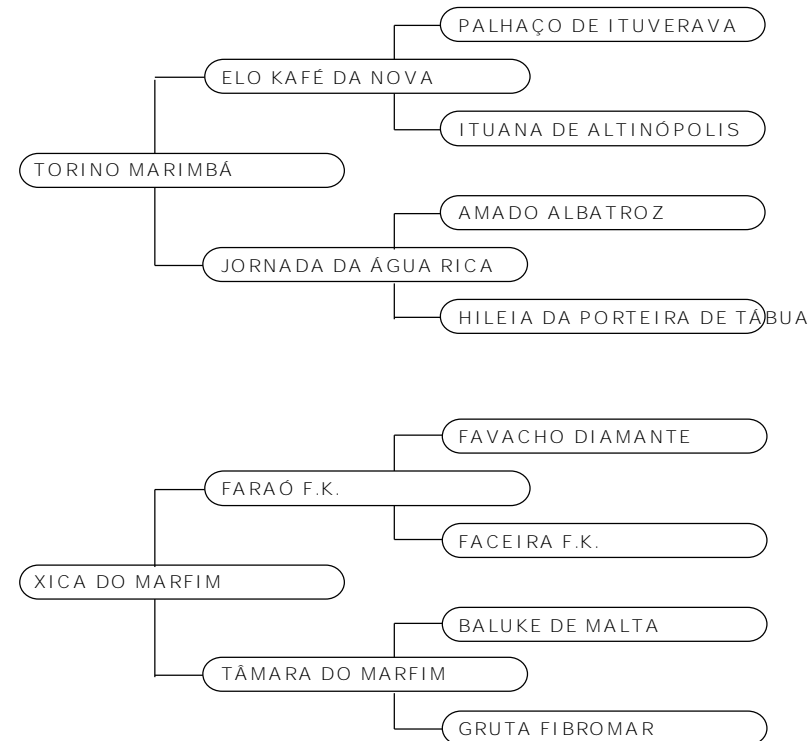 PALHAÇO DE ITUVERAVA
ELO KAFÉ DA NOVA
ITUANA DE ALTINÓPOLIS
TORINO MARIMBÁ
AMADO ALBATROZ
JORNADA DA ÁGUA RICA
HILEIA DA PORTEIRA DE TÁBUA
FAVACHO DIAMANTE
FARAÓ F.K.
FACEIRA F.K.
XICA DO MARFIM
BALUKE DE MALTA
TÂMARA DO MARFIM
GRUTA FIBROMAR